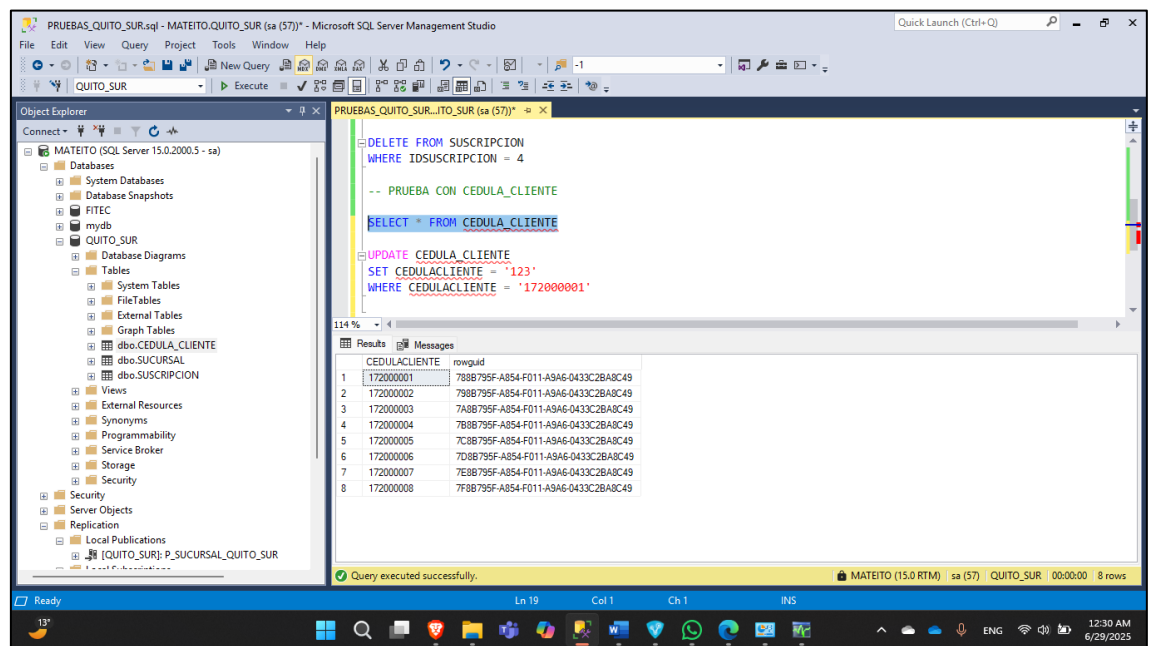 PRUEBAS_QUITO_SUR.sql - MATEITO.QUITO_SUR (sa (57))* - Microsoft SQL Server Management Studio
Quick Launch (Ctrl+Q)
File Edit View Query Project Tools Window Help
New Query MDX DMX XMLA DAX -1
QUITO_SUR Execute
Object Explorer
PRUEBAS_QUITO_SUR...ITO_SUR (sa (57))*
Connect
MATEITO (SQL Server 15.0.2000.5 - sa)
Databases
System Databases
Database Snapshots
FITEC
mydb
QUITO_SUR
Database Diagrams
Tables
System Tables
FileTables
External Tables
Graph Tables
dbo.CEDULA_CLIENTE
dbo.SUCURSAL
dbo.SUSCRIPCION
Views
External Resources
Synonyms
Programmability
Service Broker
Storage
Security
Security
Server Objects
Replication
Local Publications
[QUITO_SUR]: P_SUCURSAL_QUITO_SUR
DELETE FROM SUSCRIPCION
WHERE IDSUSCRIPCION = 4
-- PRUEBA CON CEDULA_CLIENTE
SELECT * FROM CEDULA_CLIENTE
UPDATE CEDULA_CLIENTE
SET CEDULACLIENTE = '123'
WHERE CEDULACLIENTE = '172000001'
114 %
Results Messages
CEDULACLIENTE rowguid
1 172000001 788B795F-A854-F011-A9A6-0433C2BA8C49
2 172000002 798B795F-A854-F011-A9A6-0433C2BA8C49
3 172000003 7A8B795F-A854-F011-A9A6-0433C2BA8C49
4 172000004 7B8B795F-A854-F011-A9A6-0433C2BA8C49
5 172000005 7C8B795F-A854-F011-A9A6-0433C2BA8C49
6 172000006 7D8B795F-A854-F011-A9A6-0433C2BA8C49
7 172000007 7E8B795F-A854-F011-A9A6-0433C2BA8C49
8 172000008 7F8B795F-A854-F011-A9A6-0433C2BA8C49
Query executed successfully.
MATEITO (15.0 RTM) sa (57) QUITO_SUR 00:00:00 8 rows
Ready Ln 19 Col 1 Ch 1 INS
13°
ENG
12:30 AM
6/29/2025